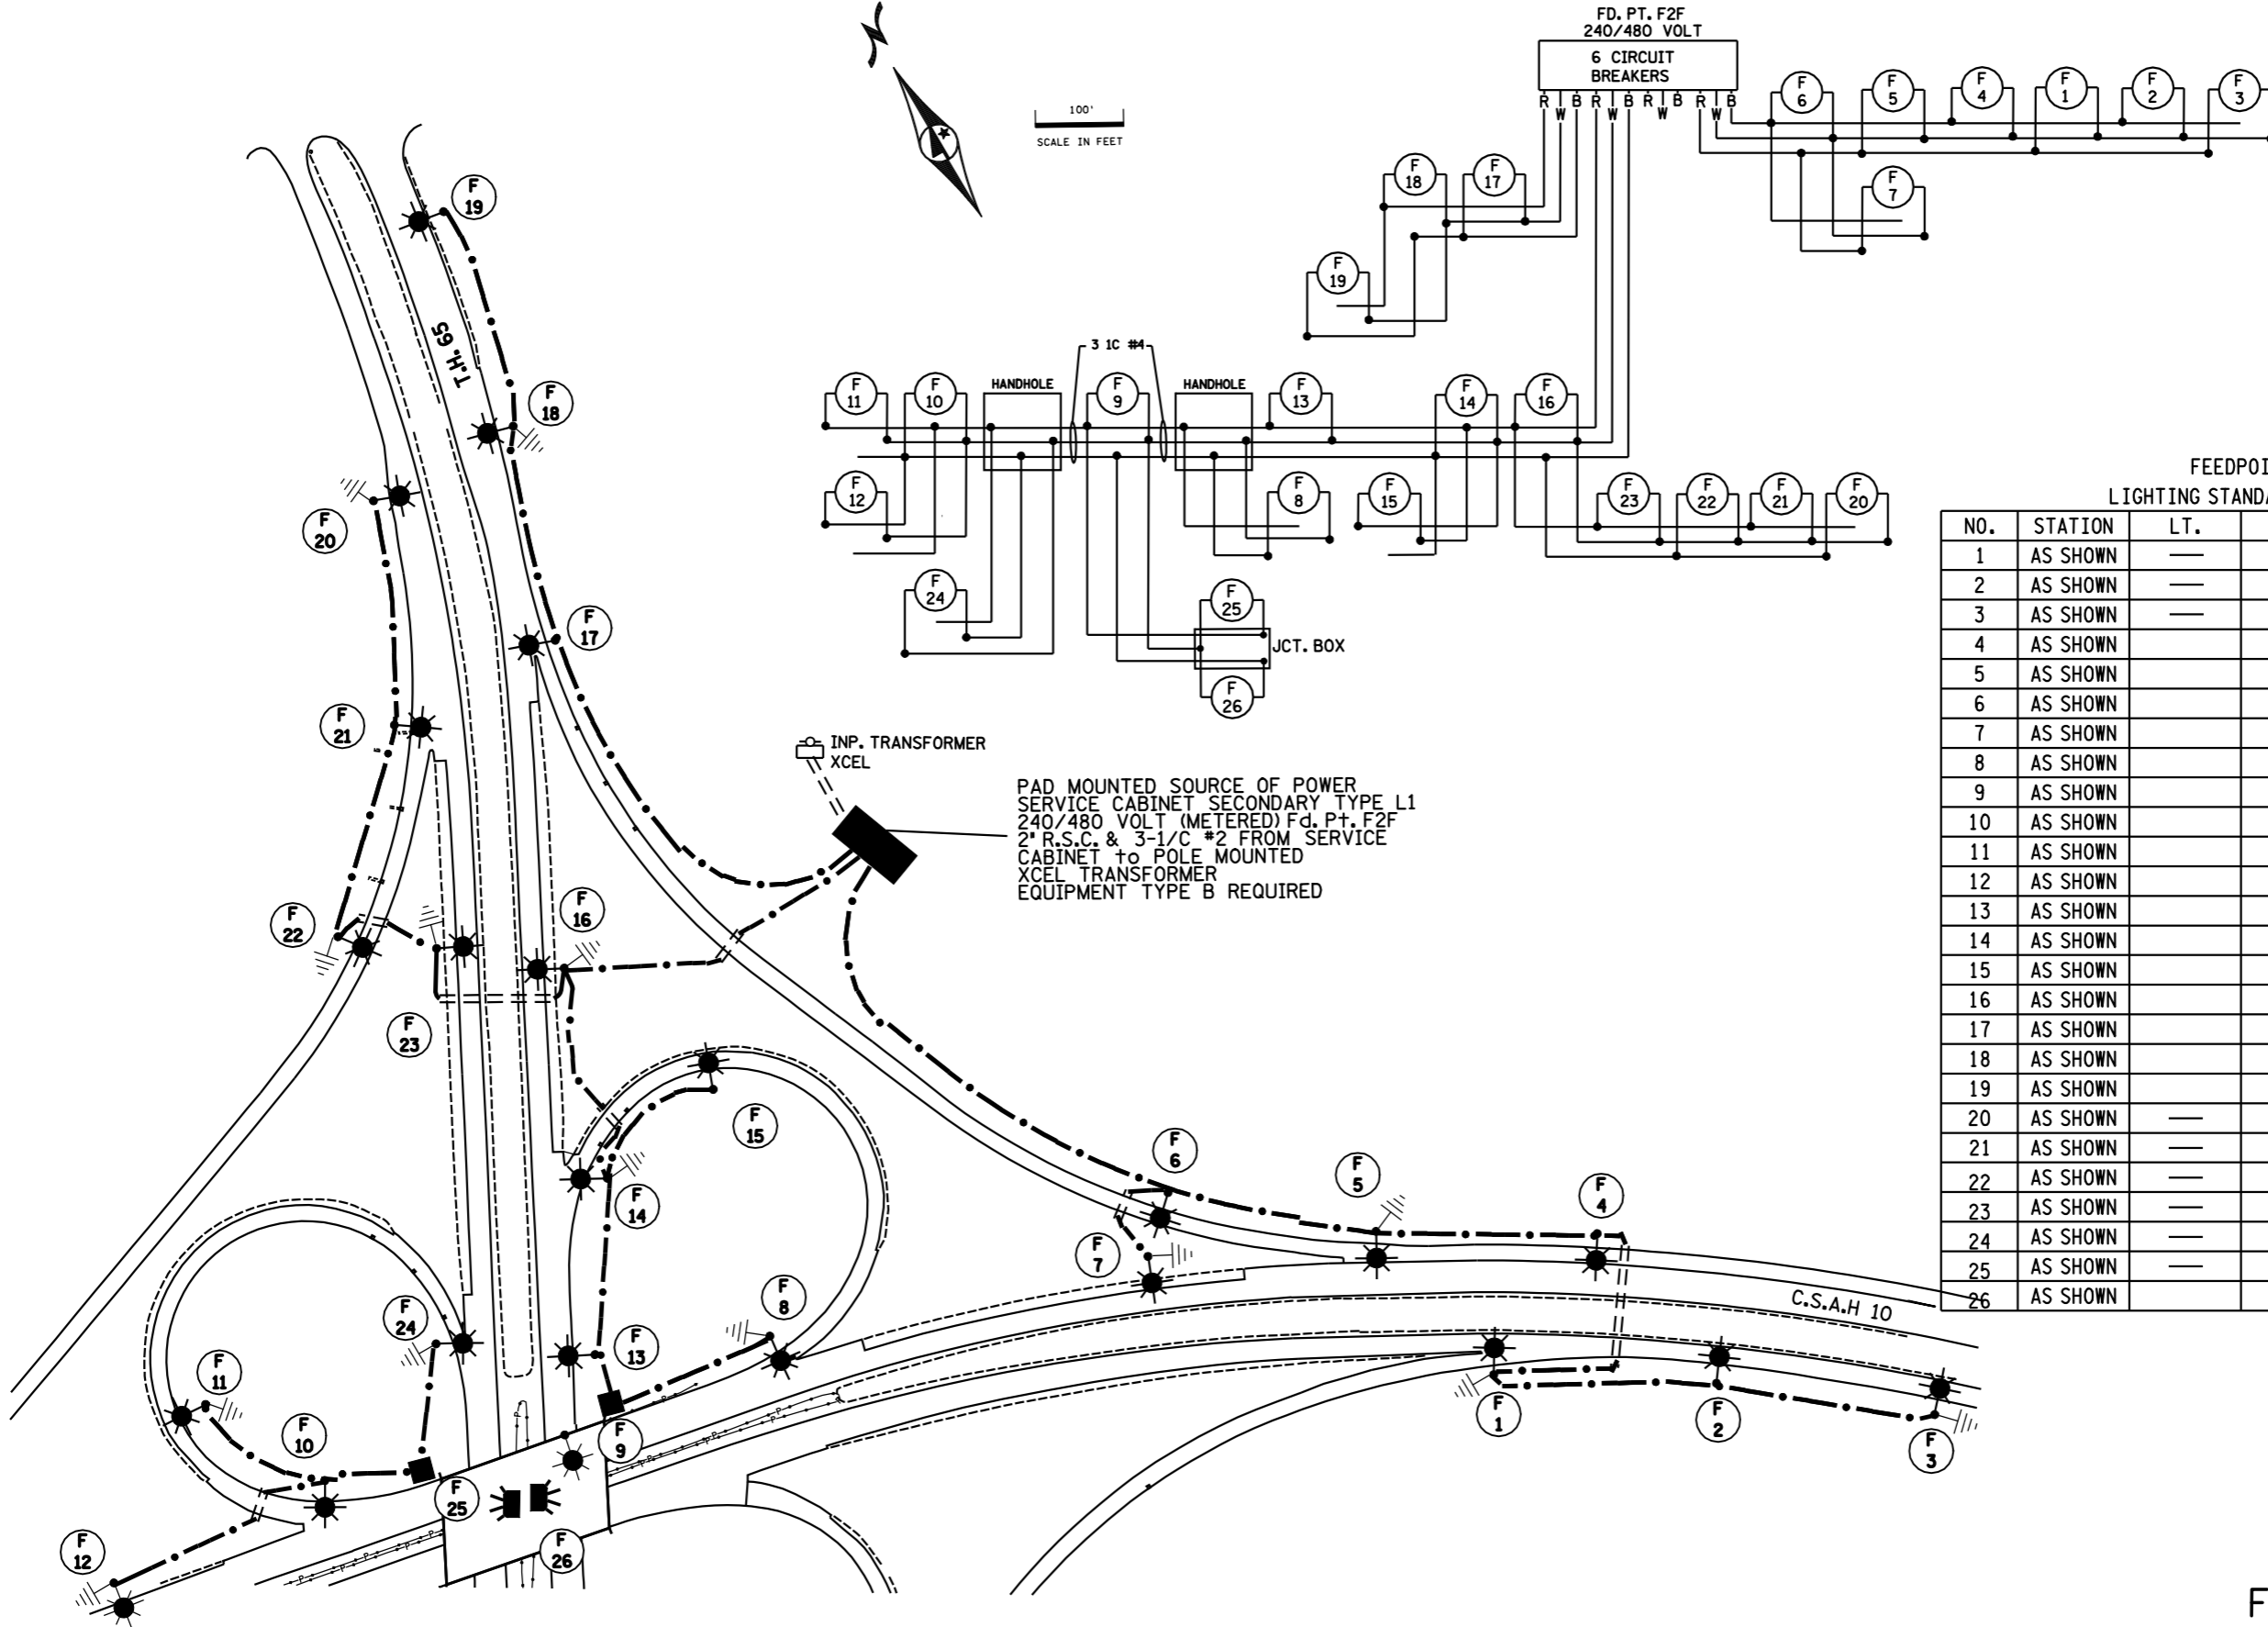 N
100'
SCALE IN FEET
FD. PT. F2F
240/480 VOLT
6 CIRCUIT
BREAKERS
R W B R W B R W B R W B
F 6
F 5
F 4
F 1
F 2
F 3
F 7
F 18
F 17
F 19
3 1C #4
F 11
F 10
HANDHOLE
F 9
HANDHOLE
F 13
F 14
F 16
F 12
F 8
F 15
F 23
F 22
F 21
F 20
F 24
F 25
JCT. BOX
F 26
F 19
T.H. 65
F 18
F 20
F 17
F 21
INP. TRANSFORMER
XCEL
PAD MOUNTED SOURCE OF POWER
SERVICE CABINET SECONDARY TYPE L1
240/480 VOLT (METERED) Fd. Pt. F2F
2" R.S.C. & 3-1/C #2 FROM SERVICE
CABINET to POLE MOUNTED
XCEL TRANSFORMER
EQUIPMENT TYPE B REQUIRED
F 22
F 16
F 23
F 15
F 14
F 6
F 5
F 4
F 7
F 8
F 24
F 13
C.S.A.H 10
F 11
F 10
F 9
F 1
F 2
F 3
F 25
F 12
F 26
FEEDPOI
LIGHTING STANDA
NO. STATION LT.
1 AS SHOWN —
2 AS SHOWN —
3 AS SHOWN —
4 AS SHOWN
5 AS SHOWN
6 AS SHOWN
7 AS SHOWN
8 AS SHOWN
9 AS SHOWN
10 AS SHOWN
11 AS SHOWN
12 AS SHOWN
13 AS SHOWN
14 AS SHOWN
15 AS SHOWN
16 AS SHOWN
17 AS SHOWN
18 AS SHOWN
19 AS SHOWN
20 AS SHOWN —
21 AS SHOWN —
22 AS SHOWN —
23 AS SHOWN —
24 AS SHOWN —
25 AS SHOWN —
26 AS SHOWN
F